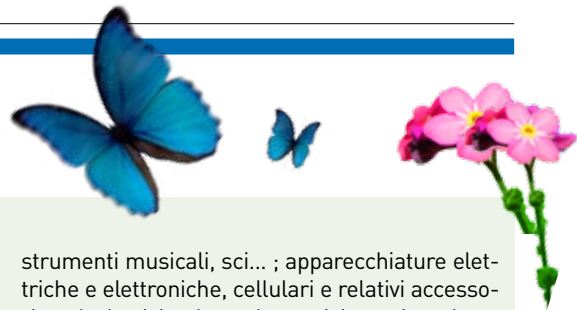 strumenti musicali, sci... ; apparecchiature elet-
triche e elettroniche, cellulari e relativi accesso-